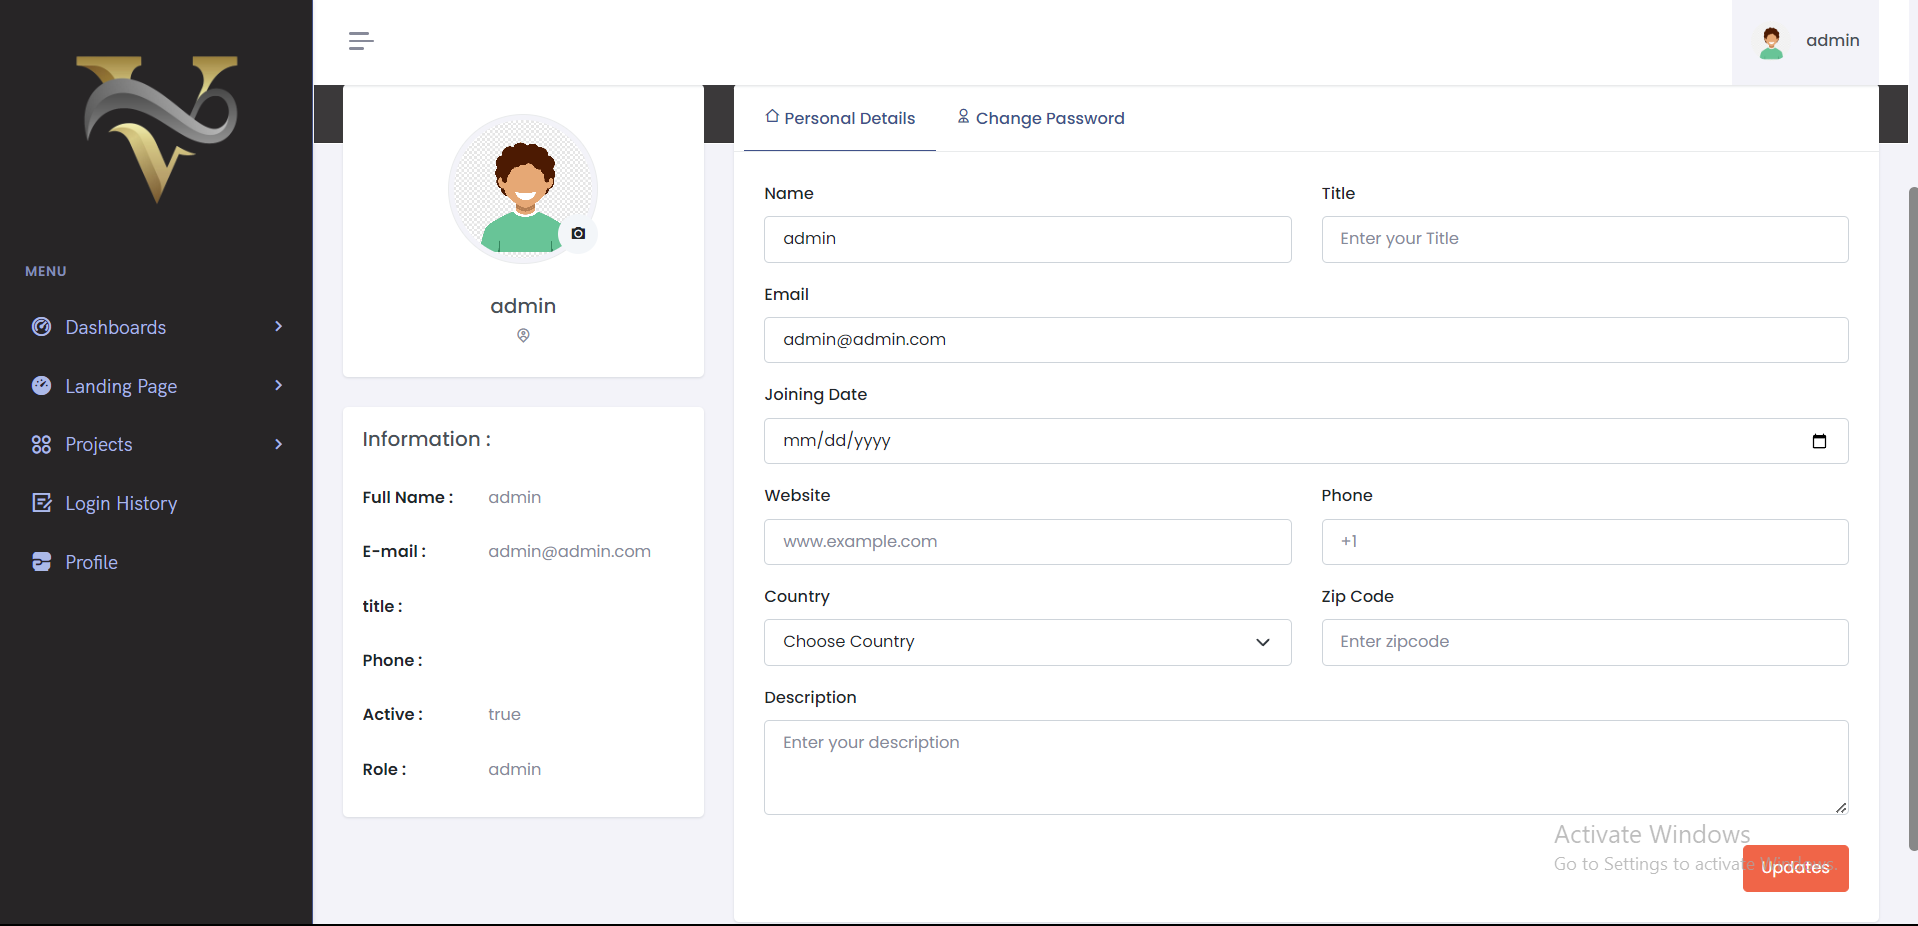 MENU
Dashboards
Landing Page
Projects
Login History
Profile
admin
admin
Information :
Full Name : admin
E-mail : admin@admin.com
title :
Phone :
Active : true
Role : admin
Personal Details Change Password
Name Title
admin Enter your Title
Email
admin@admin.com
Joining Date
mm/dd/yyyy
Website Phone
www.example.com +1
Country Zip Code
Choose Country Enter zipcode
Description
Enter your description
Activate Windows
Go to Settings to activate Windows.
Updates